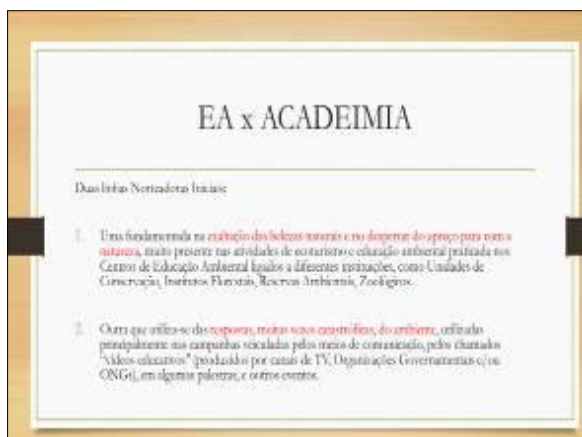 EA x ACADEIMIA
Duas linhas Norteadoras Iniciais:
1. Uma fundamentada na exaltação das belezas naturais e no despertar do apreço para com a
natureza, muito presente nas atividades de ecoturismo e educação ambiental praticada nos
Centros de Educação Ambiental ligados a diferentes instituições, como Unidades de
Conservação, Institutos Florestais, Reservas Ambientais, Zoológicos.
2. Outra que utiliza-se das respostas, muitas vezes catastróficas, do ambiente, utilizadas
principalmente nas campanhas veiculadas pelos meios de comunicação, pelos chamados
"vídeos educativos" (produzidos por canais de TV, Organizações Governamentais e/ou
ONGs), em algumas palestras, e outros eventos.